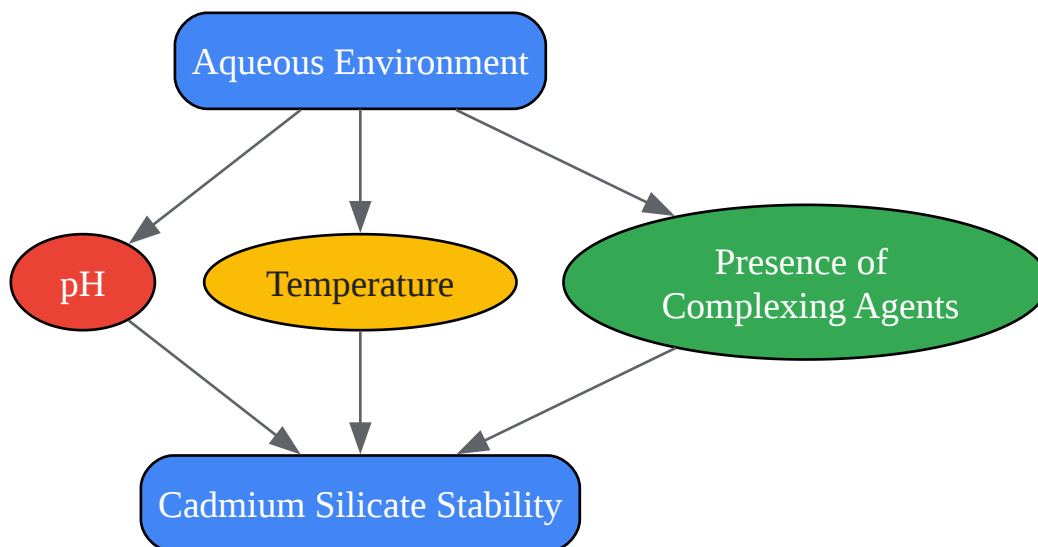 Aqueous Environment
pH
Temperature
Presence of
Complexing Agents
Cadmium Silicate Stability